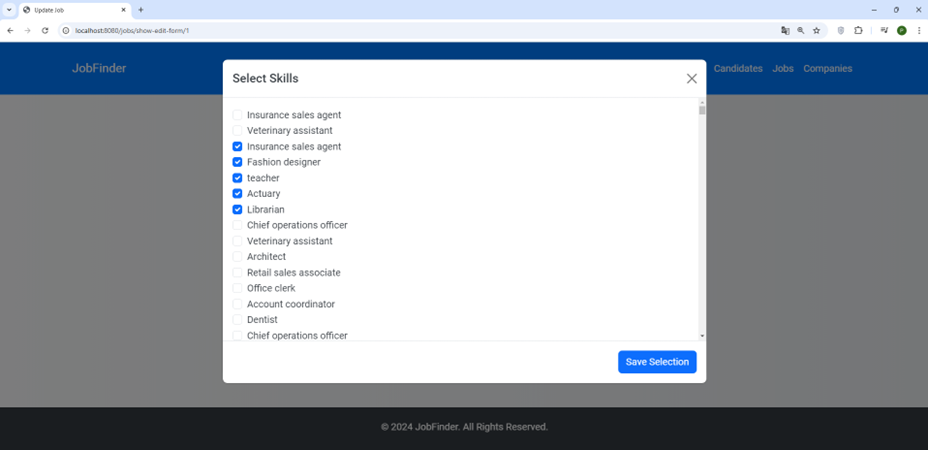 Update Job
localhost:8080/jobs/show-edit-form/1
P
JobFinder
Candidates Jobs Companies
Select Skills
Insurance sales agent
Veterinary assistant
Insurance sales agent
Fashion designer
teacher
Actuary
Librarian
Chief operations officer
Veterinary assistant
Architect
Retail sales associate
Office clerk
Account coordinator
Dentist
Chief operations officer
Save Selection
© 2024 JobFinder. All Rights Reserved.